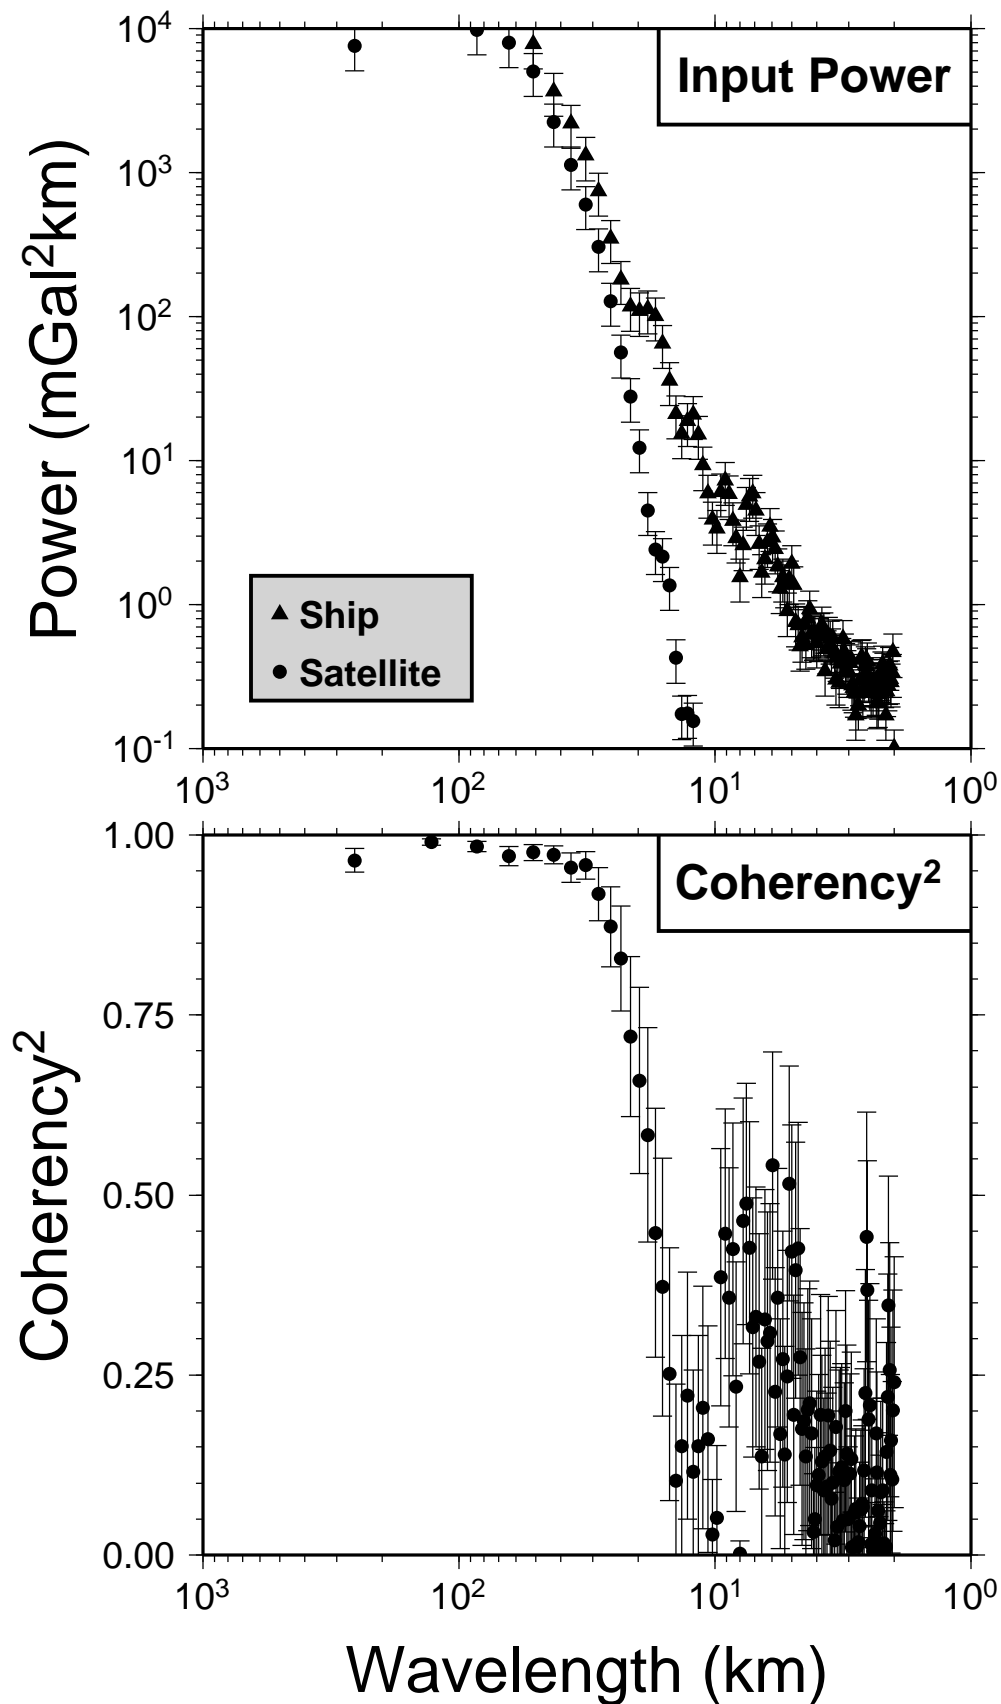 Input Power
Power (mGal²km)
10⁴
10³
10²
10¹
10⁰
10⁻¹
Ship
Satellite
10³ 10² 10¹ 10⁰
Coherency²
Coherency²
1.00
0.75
0.50
0.25
0.00
10³ 10² 10¹ 10⁰
Wavelength (km)